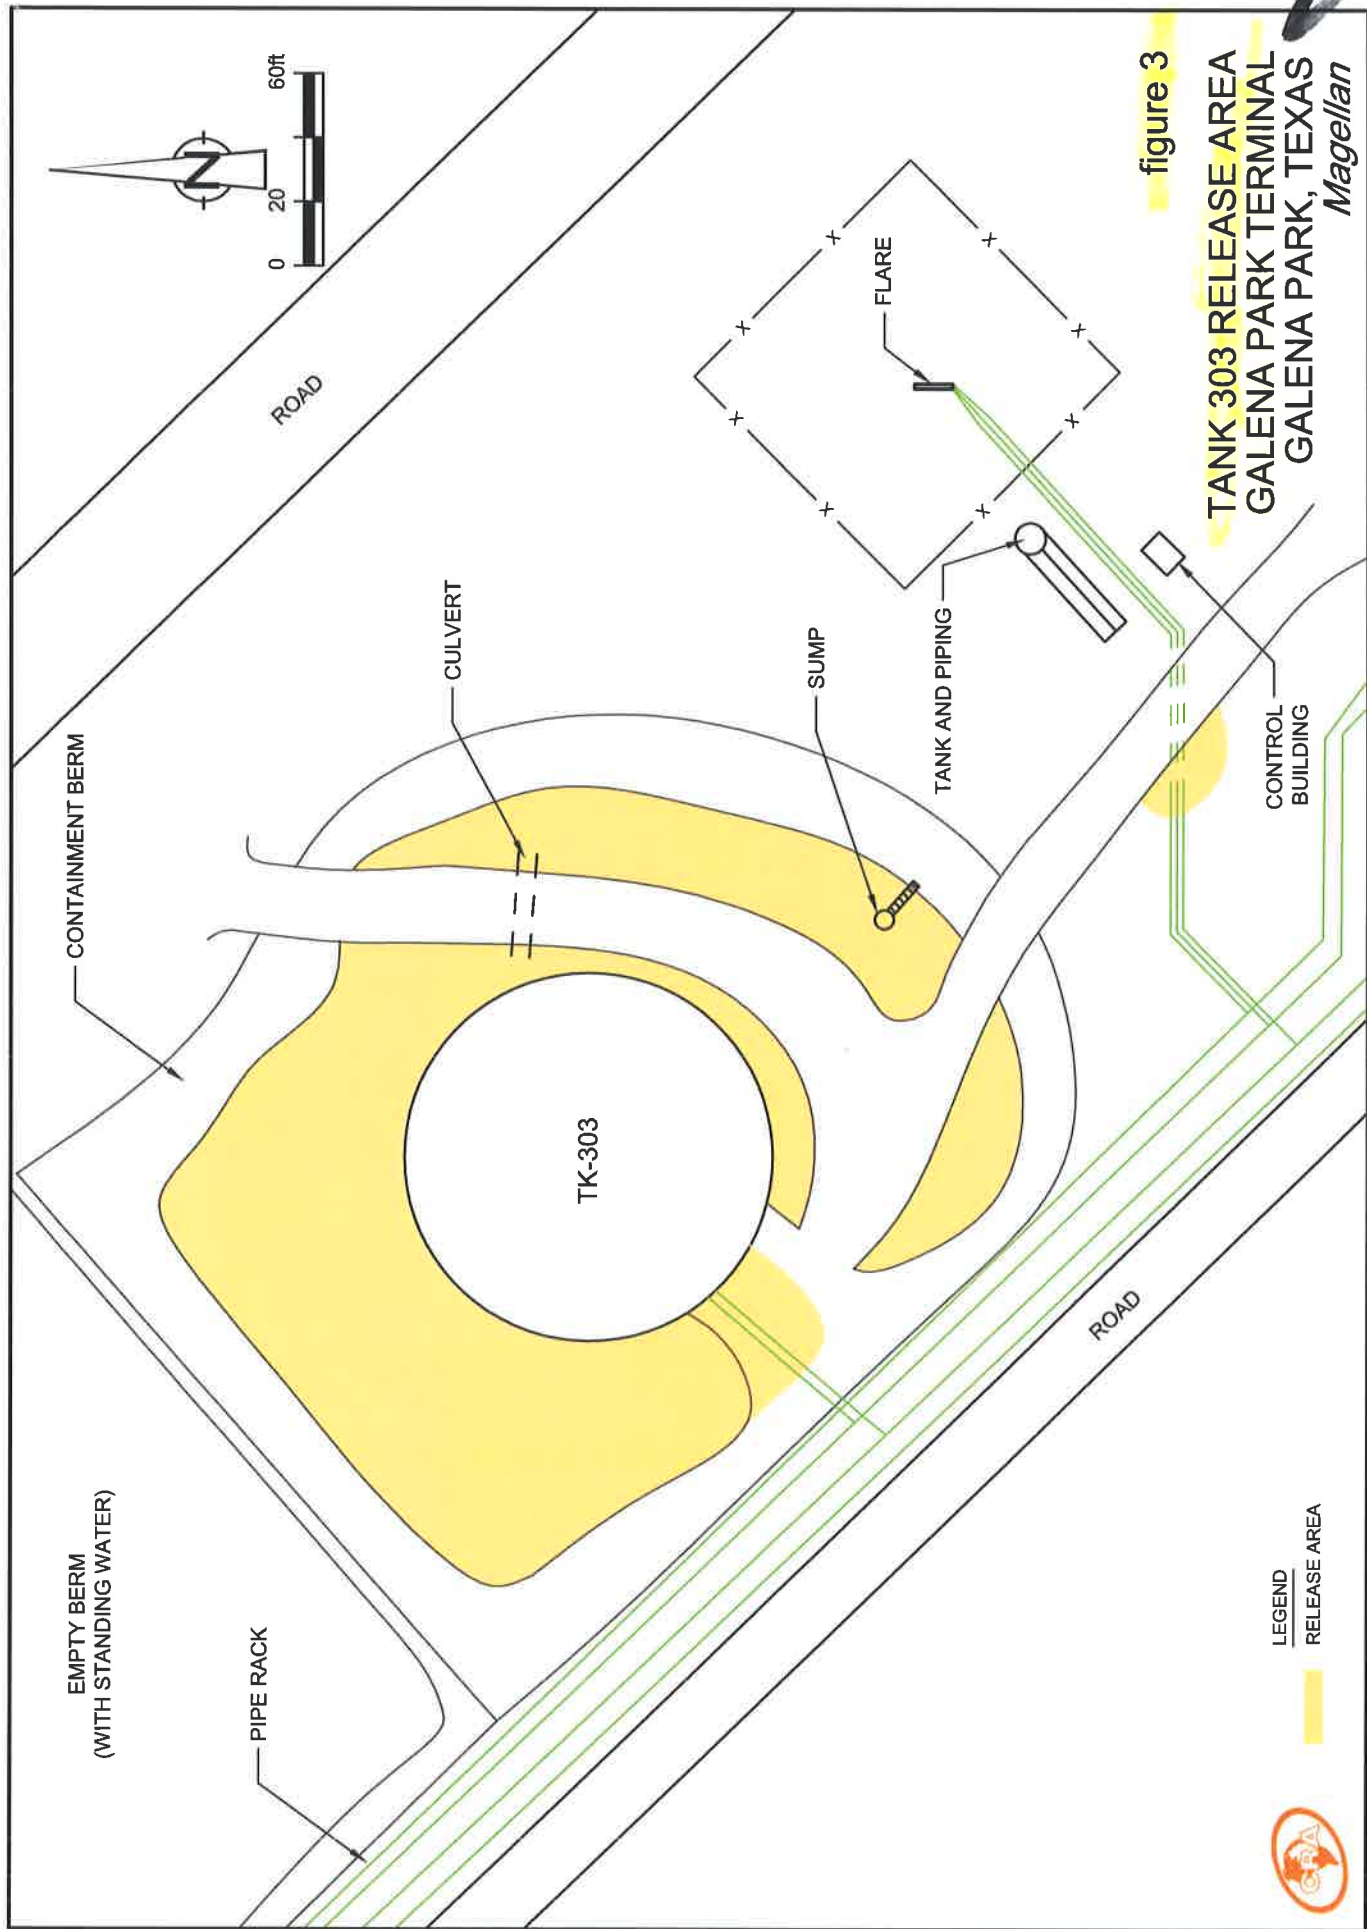 EMPTY BERM
(WITH STANDING WATER)
PIPE RACK
CONTAINMENT BERM
CULVERT
ROAD
N
0
20
60ft
TK-303
SUMP
FLARE
TANK AND PIPING
CONTROL
BUILDING
ROAD
LEGEND
RELEASE AREA
CRA
figure 3
TANK 303 RELEASE AREA
GALENA PARK TERMINAL
GALENA PARK, TEXAS
Magellan
x
x
x
x
x
x
x
x